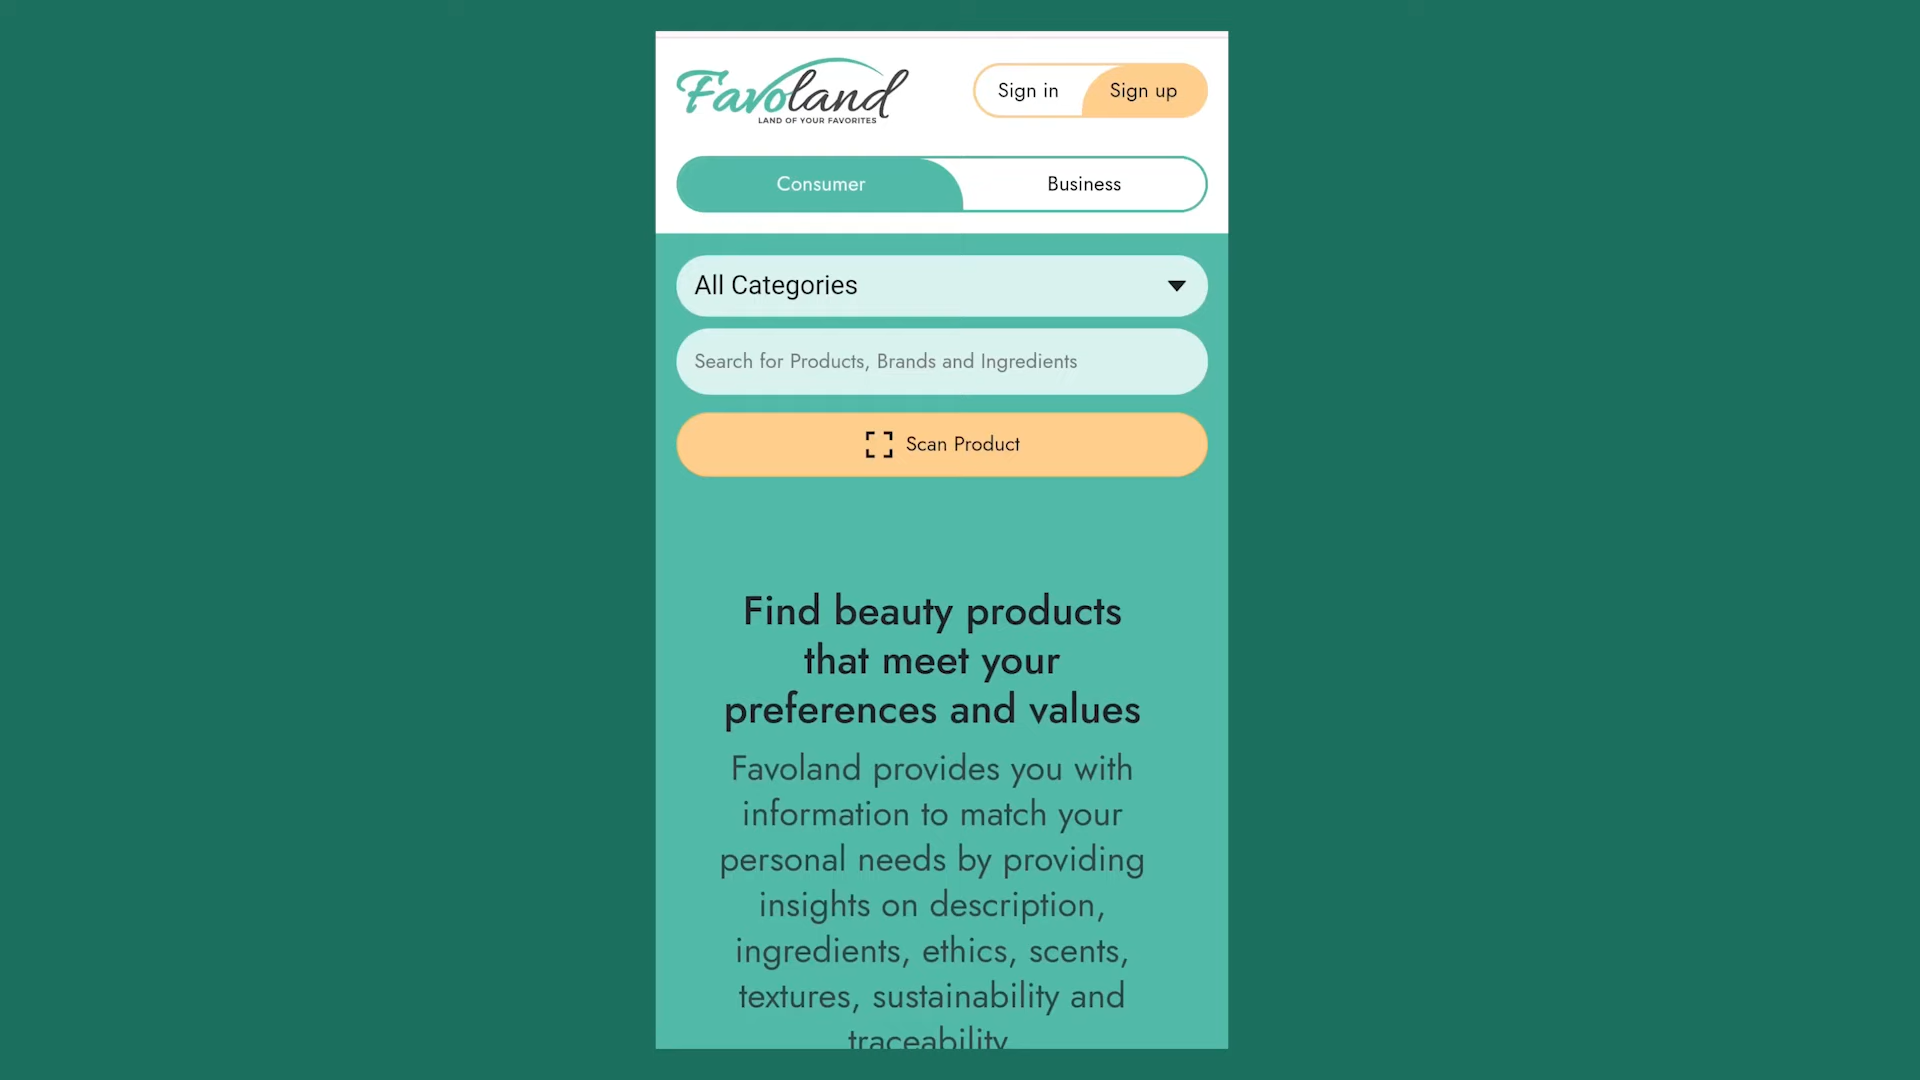 Favoland
LAND OF YOUR FAVORITES
Sign in
Sign up
Consumer
Business
All Categories
Search for Products, Brands and Ingredients
Scan Product
Find beauty products
that meet your
preferences and values
Favoland provides you with
information to match your
personal needs by providing
insights on description,
ingredients, ethics, scents,
textures, sustainability and
traceability